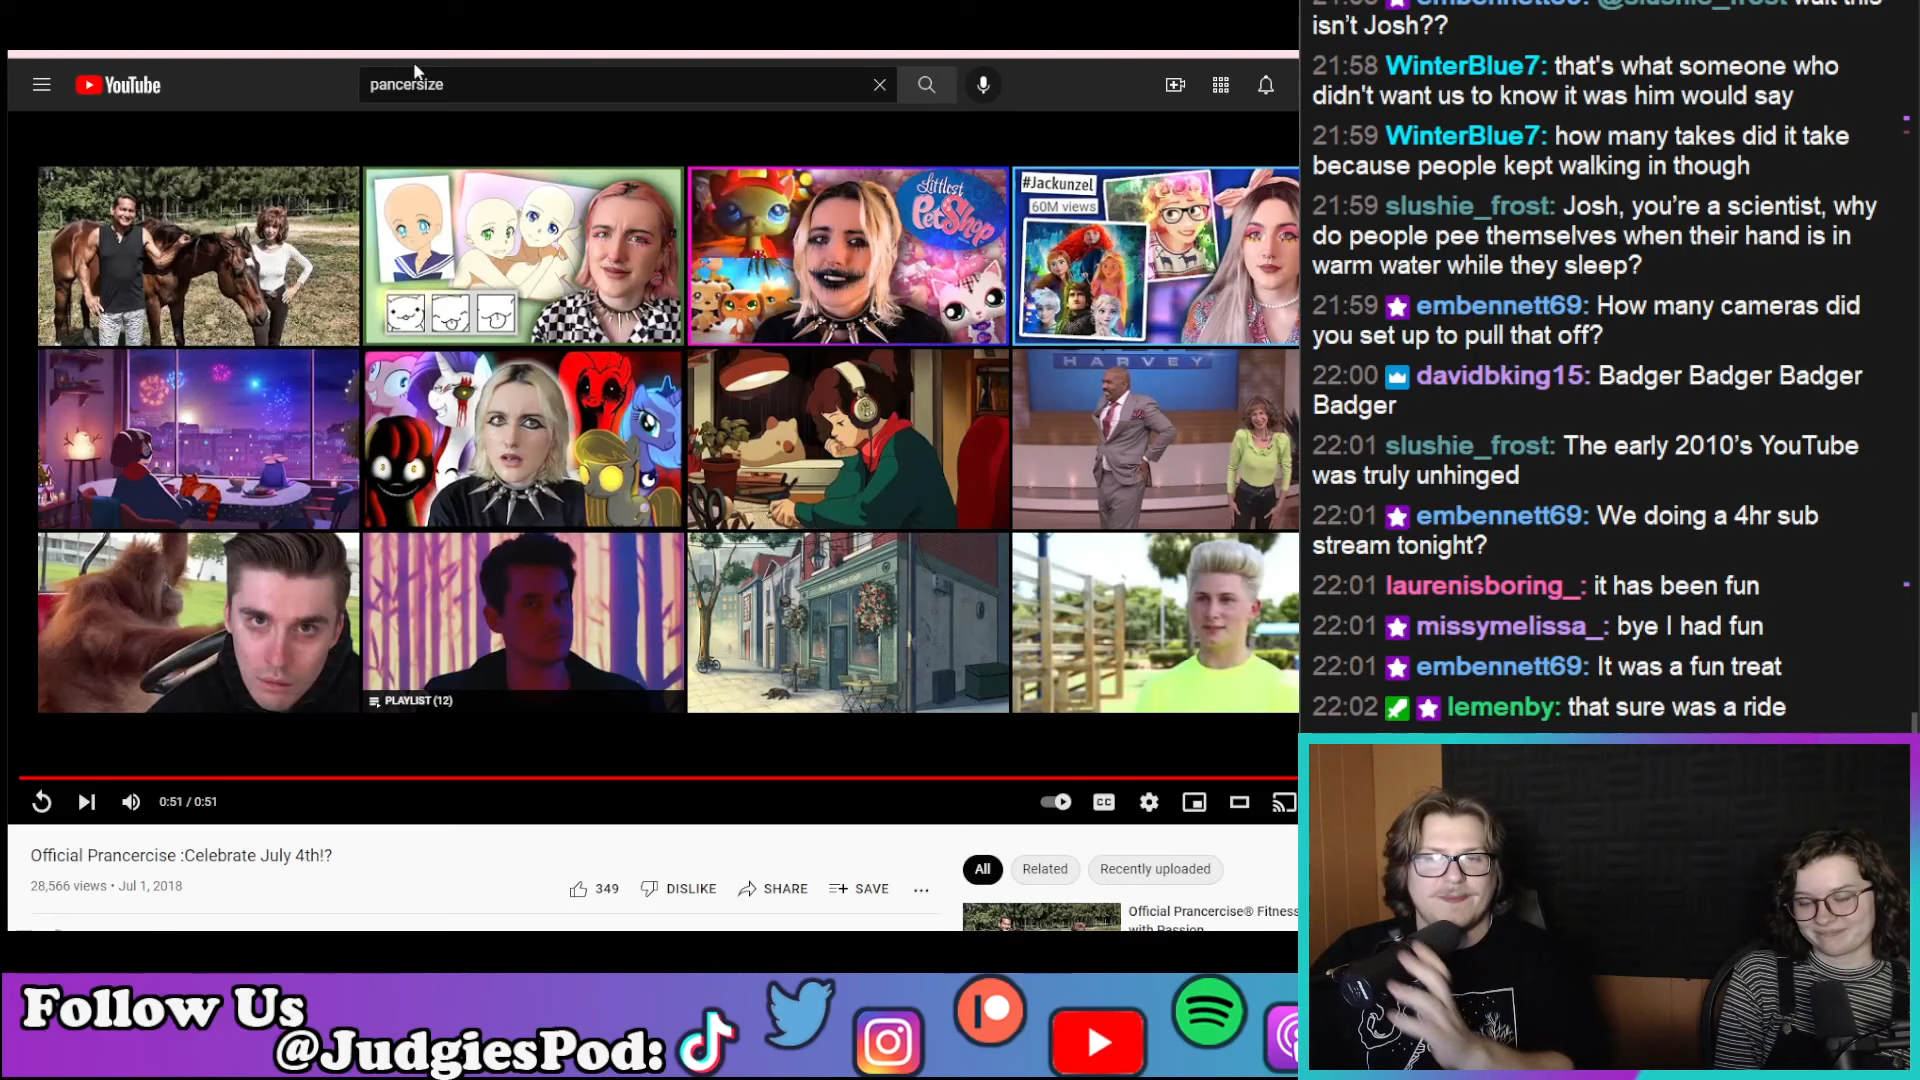 YouTube
pancersize
#Jackunzel
60M views
Littlest
PetShop
HARVEY
PLAYLIST (12)
0:51 / 0:51
CC
Official Prancercise :Celebrate July 4th!?
28,566 views • Jul 1, 2018
349
DISLIKE
SHARE
SAVE
All
Related
Recently uploaded
Official Prancercise® Fitness
with Passion
isn't Josh??
21:58 WinterBlue7: that's what someone who
didn't want us to know it was him would say
21:59 WinterBlue7: how many takes did it take
because people kept walking in though
21:59 slushie_frost: Josh, you're a scientist, why
do people pee themselves when their hand is in
warm water while they sleep?
21:59 embennett69: How many cameras did
you set up to pull that off?
22:00 davidbking15: Badger Badger Badger
Badger
22:01 slushie_frost: The early 2010's YouTube
was truly unhinged
22:01 embennett69: We doing a 4hr sub
stream tonight?
22:01 laurenisboring_: it has been fun
22:01 missymelissa_: bye I had fun
22:01 embennett69: It was a fun treat
22:02 lemenby: that sure was a ride
Follow Us
@JudgiesPod: